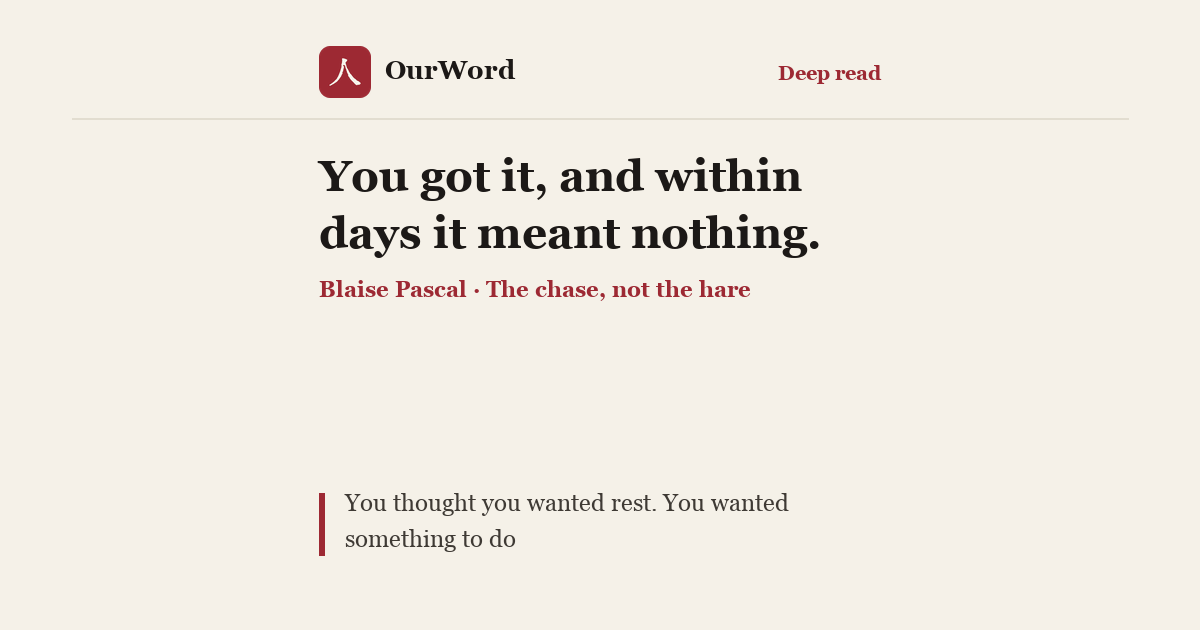 人 OurWord
Deep read
You got it, and within
days it meant nothing.
Blaise Pascal · The chase, not the hare
You thought you wanted rest. You wanted
something to do